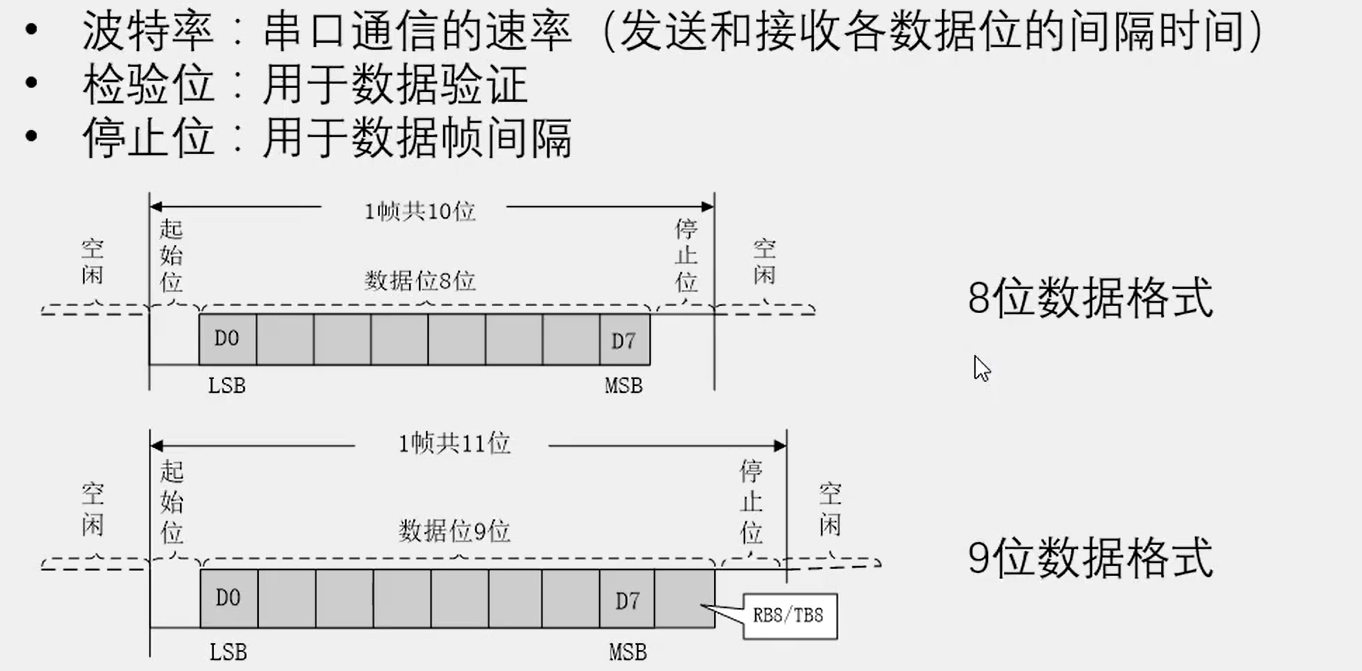 • 波特率：串口通信的速率（发送和接收各数据位的间隔时间）
• 检验位：用于数据验证
• 停止位：用于数据帧间隔
1帧共10位
空闲
起始位
数据位8位
停止位
空闲
8位数据格式
D0
D7
LSB
MSB
1帧共11位
空闲
起始位
数据位9位
停止位
空闲
9位数据格式
D0
D7
RBS/TBS
LSB
MSB